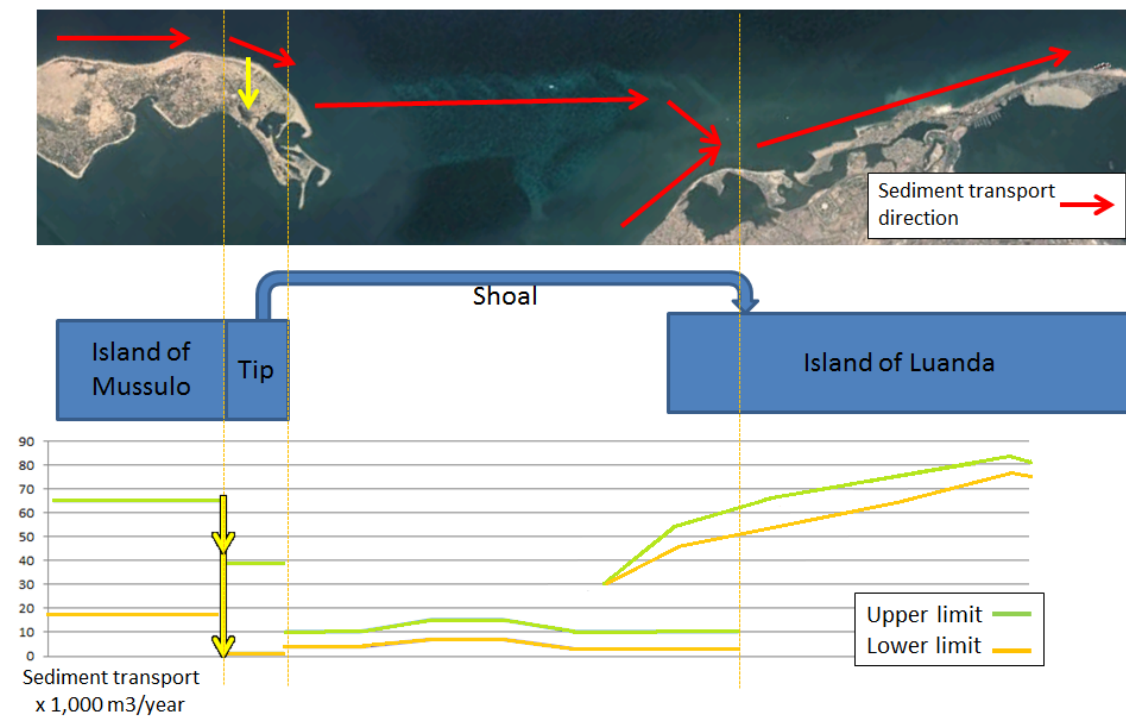 Sediment transport
direction
Shoal
Island of
Mussulo
Tip
Island of Luanda
90
80
70
60
50
40
30
20
10
0
Upper limit
Lower limit
Sediment transport
x 1,000 m3/year